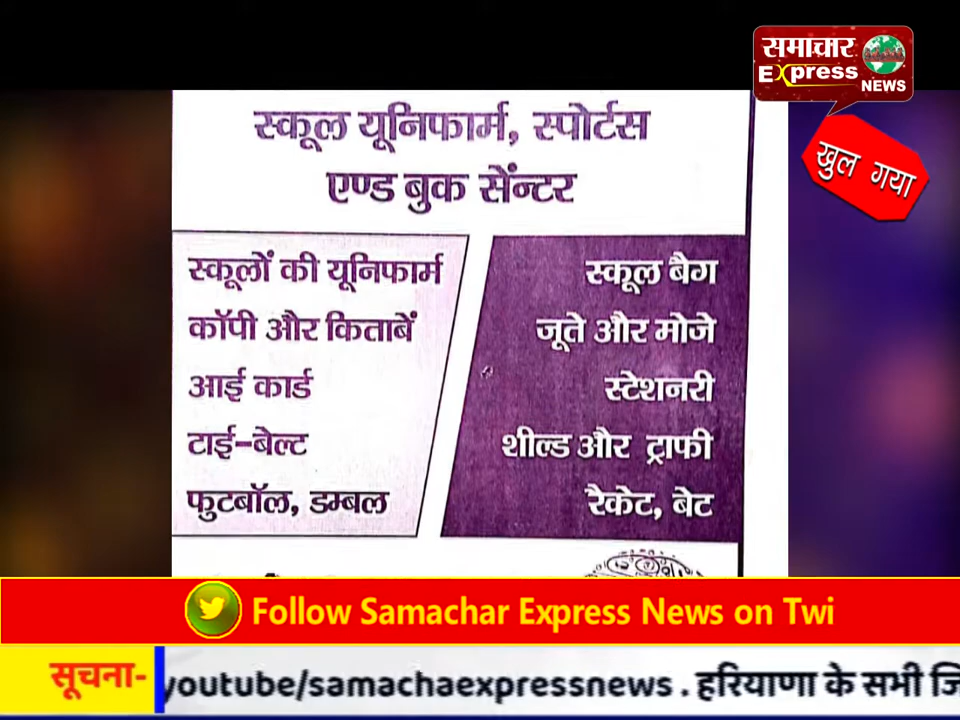 समाचार
Express
NEWS
खुल गया
स्कूल यूनिफार्म, स्पोर्टस
एण्ड बुक सेंन्टर
स्कूलों की यूनिफार्म
कॉपी और किताबें
आई कार्ड
टाई-बेल्ट
फुटबॉल, डम्बल
स्कूल बैग
जूते और मोजे
स्टेशनरी
शील्ड और ट्राफी
रैकेट, बेट
Follow Samachar Express News on Twi
सूचना-
youtube/samachaexpressnews . हरियाणा के सभी जि